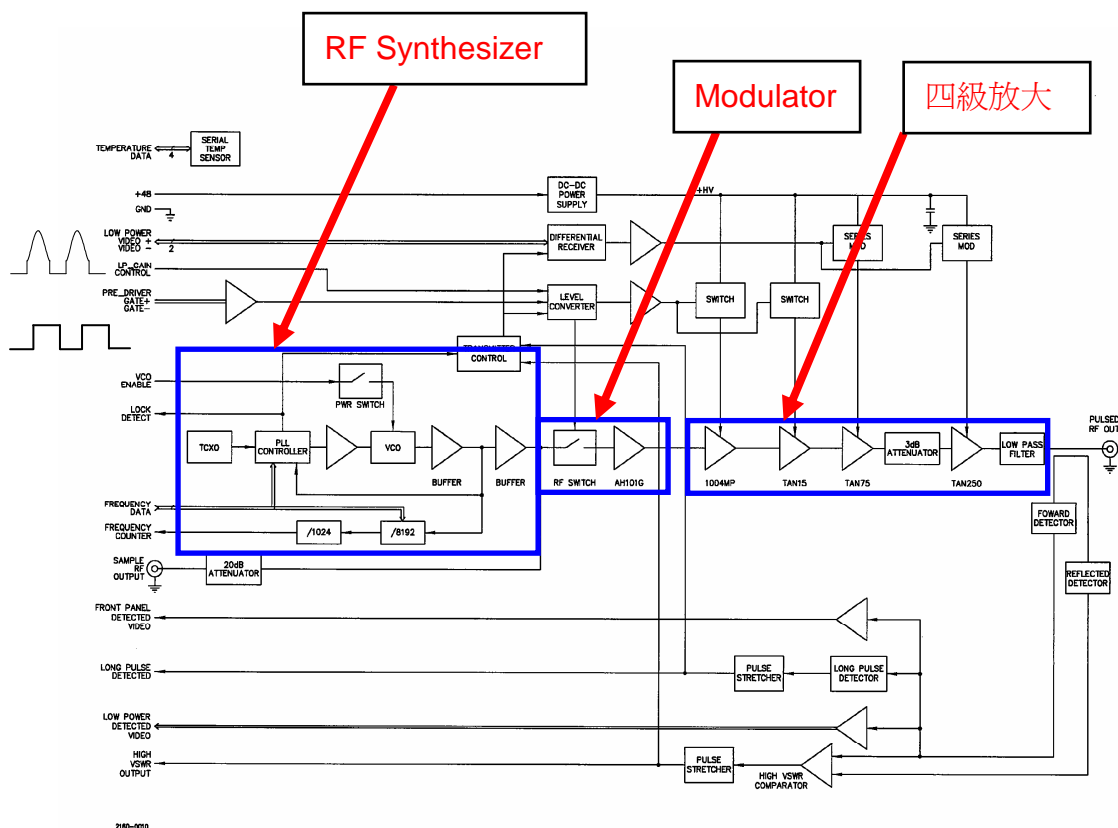 RF Synthesizer
Modulator
四級放大
TEMPERATURE
DATA
4
SERIAL
TEMP
SENSOR
+48
GND
DC-DC
POWER
SUPPLY
+HV
LOW POWER
VIDEO +
VIDEO -
2
DIFFERENTIAL
RECEIVER
SERIES
MOD
SERIES
MOD
LP_GAIN
CONTROL
PRE_DRIVER
GATE+
GATE-
LEVEL
CONVERTER
SWITCH
SWITCH
TRANSMITTER
CONTROL
VCO
ENABLE
PWR SWITCH
LOCK
DETECT
TCXO
PLL
CONTROLLER
VCO
BUFFER
BUFFER
RF SWITCH
AH101G
1004MP
TAN15
TAN75
3dB
ATTENUATOR
TAN250
LOW PASS
FILTER
PULSED
RF OUT
FREQUENCY
DATA
FREQUENCY
COUNTER
/1024
/8192
SAMPLE
RF
OUTPUT
20dB
ATTENUATOR
FOWARD
DETECTOR
REFLECTED
DETECTOR
FRONT PANEL
DETECTED
VIDEO
LONG PULSE
DETECTED
PULSE
STRETCHER
LONG PULSE
DETECTOR
LOW POWER
DETECTED
VIDEO
HIGH
VSWR
OUTPUT
PULSE
STRETCHER
HIGH VSWR
COMPARATOR
2160-0010